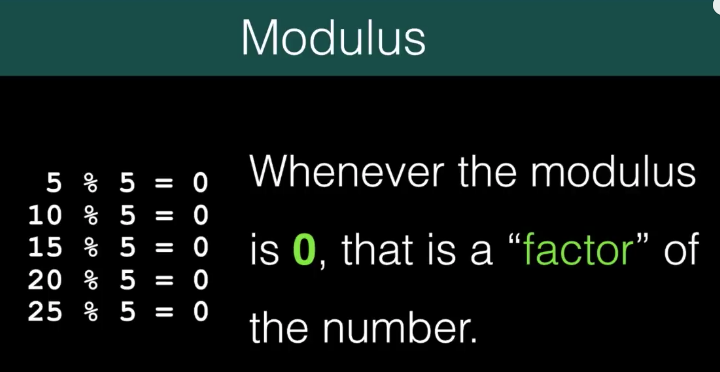 Modulus
5 % 5 = 0
10 % 5 = 0
15 % 5 = 0
20 % 5 = 0
25 % 5 = 0
Whenever the modulus
is 0, that is a “factor” of
the number.